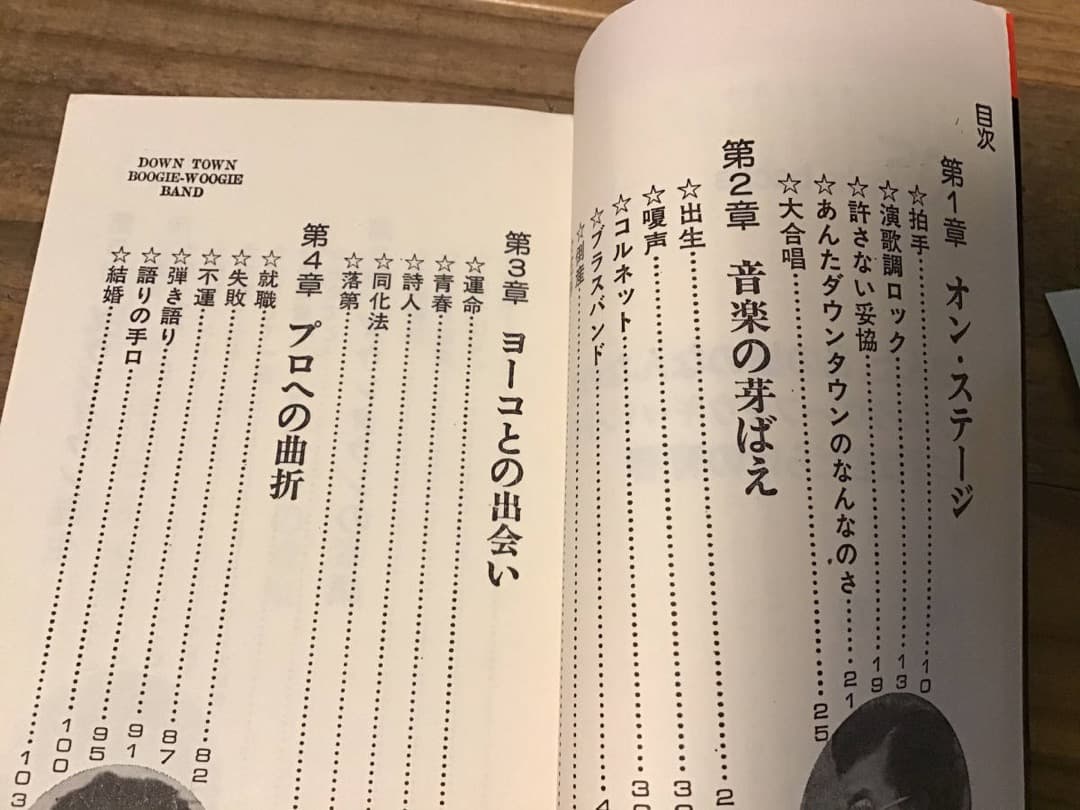 目次
第1章 オン・ステージ
☆拍手……10
☆演歌調ロック……13
☆許さない妥協……19
☆あんたダウンタウンのなんなのさ……21
☆大合唱……25
第2章 音楽の芽ばえ
☆出生……2
☆嗄声……3
☆コルネット……3
☆ブラスバンド……4
DOWN TOWN
BOOGIE-WOOGIE
BAND
第3章 ヨーコとの出会い
☆運命……
☆青春……
☆詩人……
☆同化法……
☆落第……
第4章 プロへの曲折
☆就職……82
☆失敗……87
☆不運……91
☆弾き語り……95
☆語りの手口……100
☆結婚……103